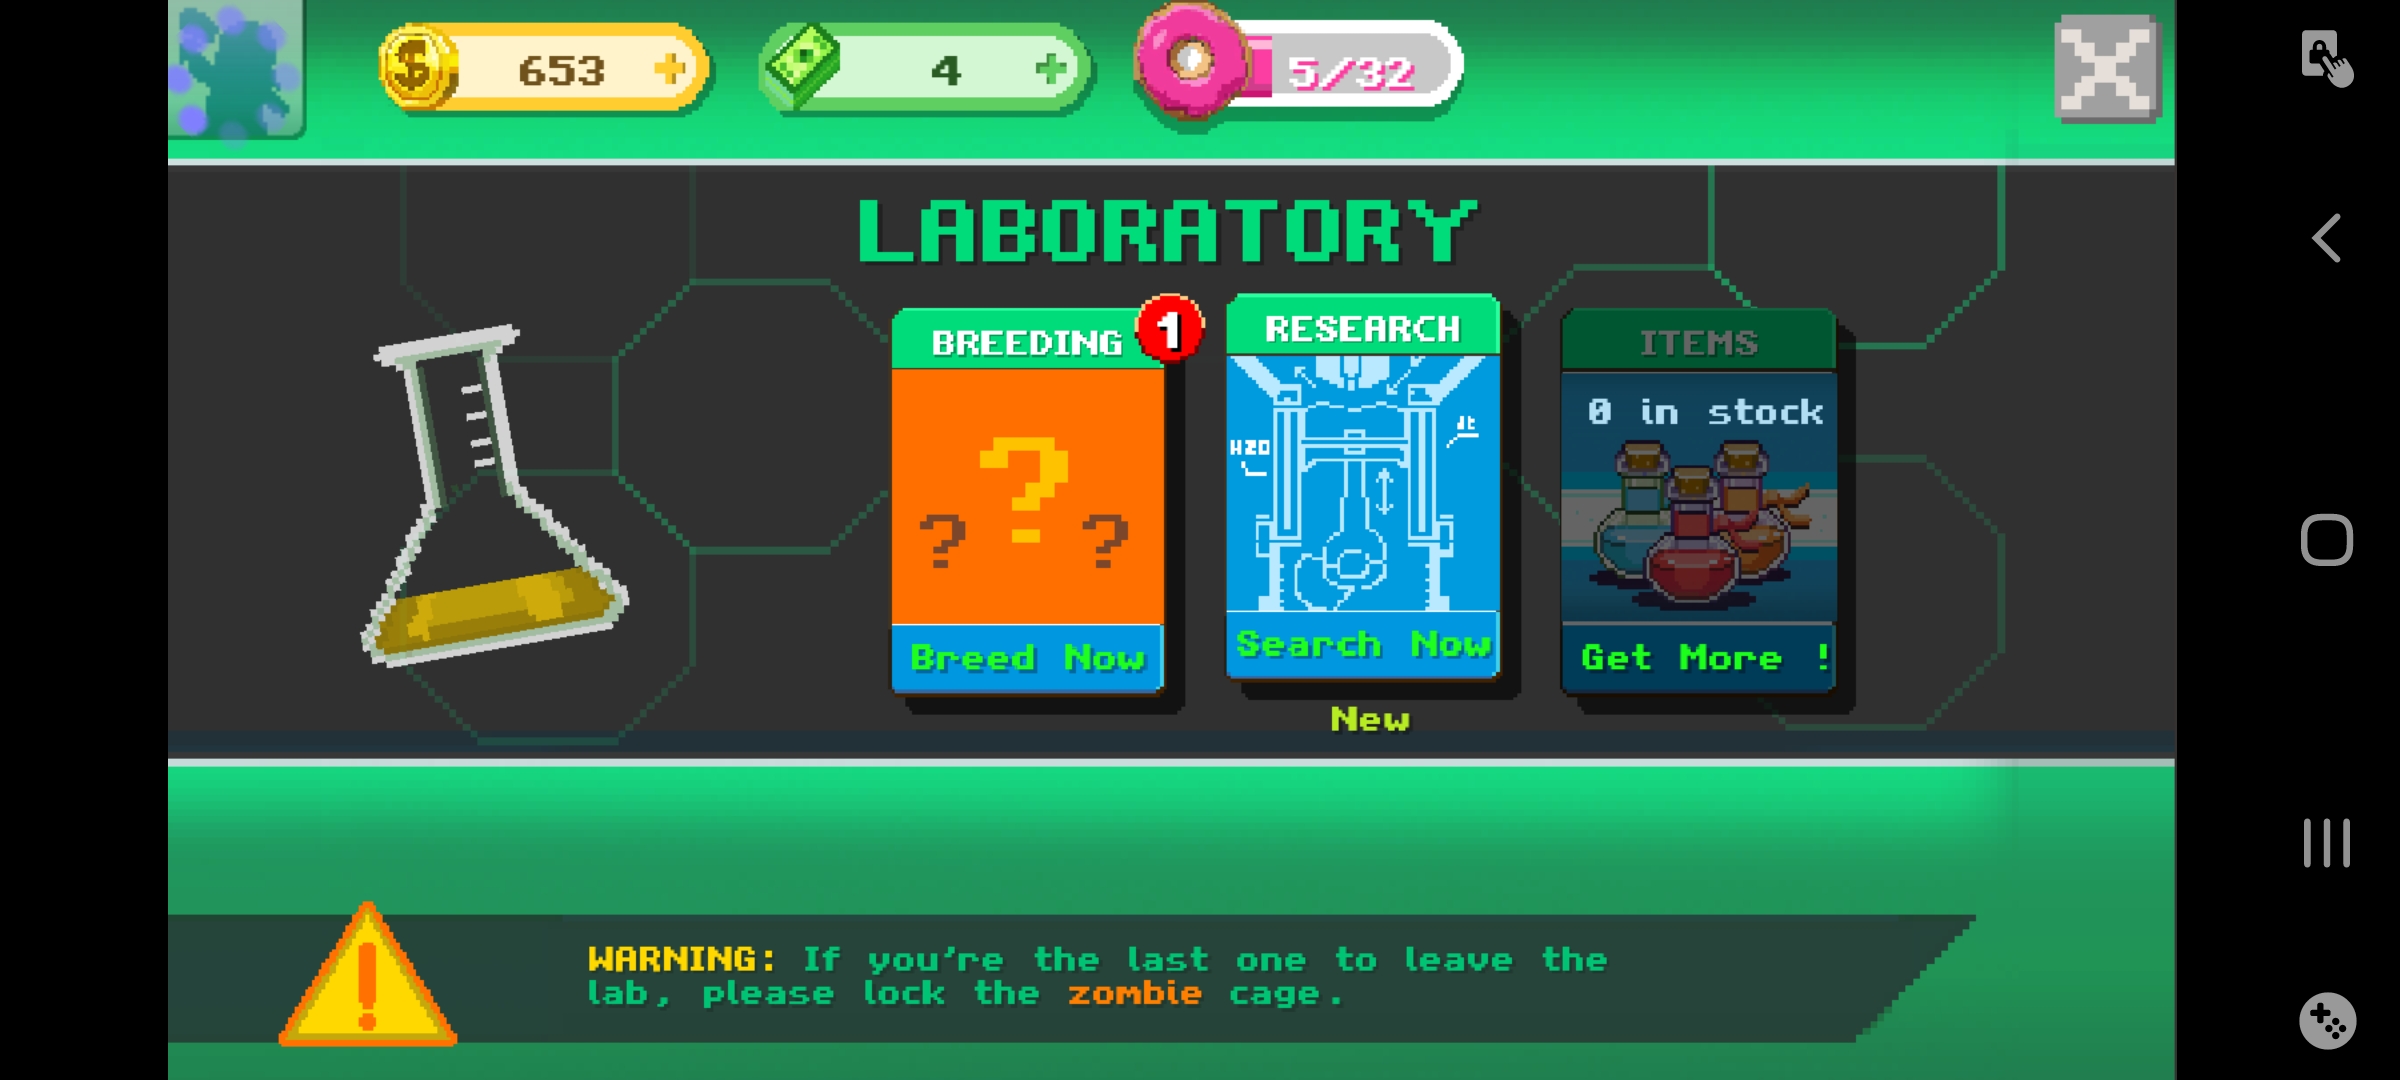 653 +
4 +
5/32
LABORATORY
BREEDING 1
RESEARCH
ITEMS
0 in stock
H2O
dt
? ? ?
Breed Now
Search Now
Get More !
New
WARNING: If you're the last one to leave the
lab, please lock the zombie cage.